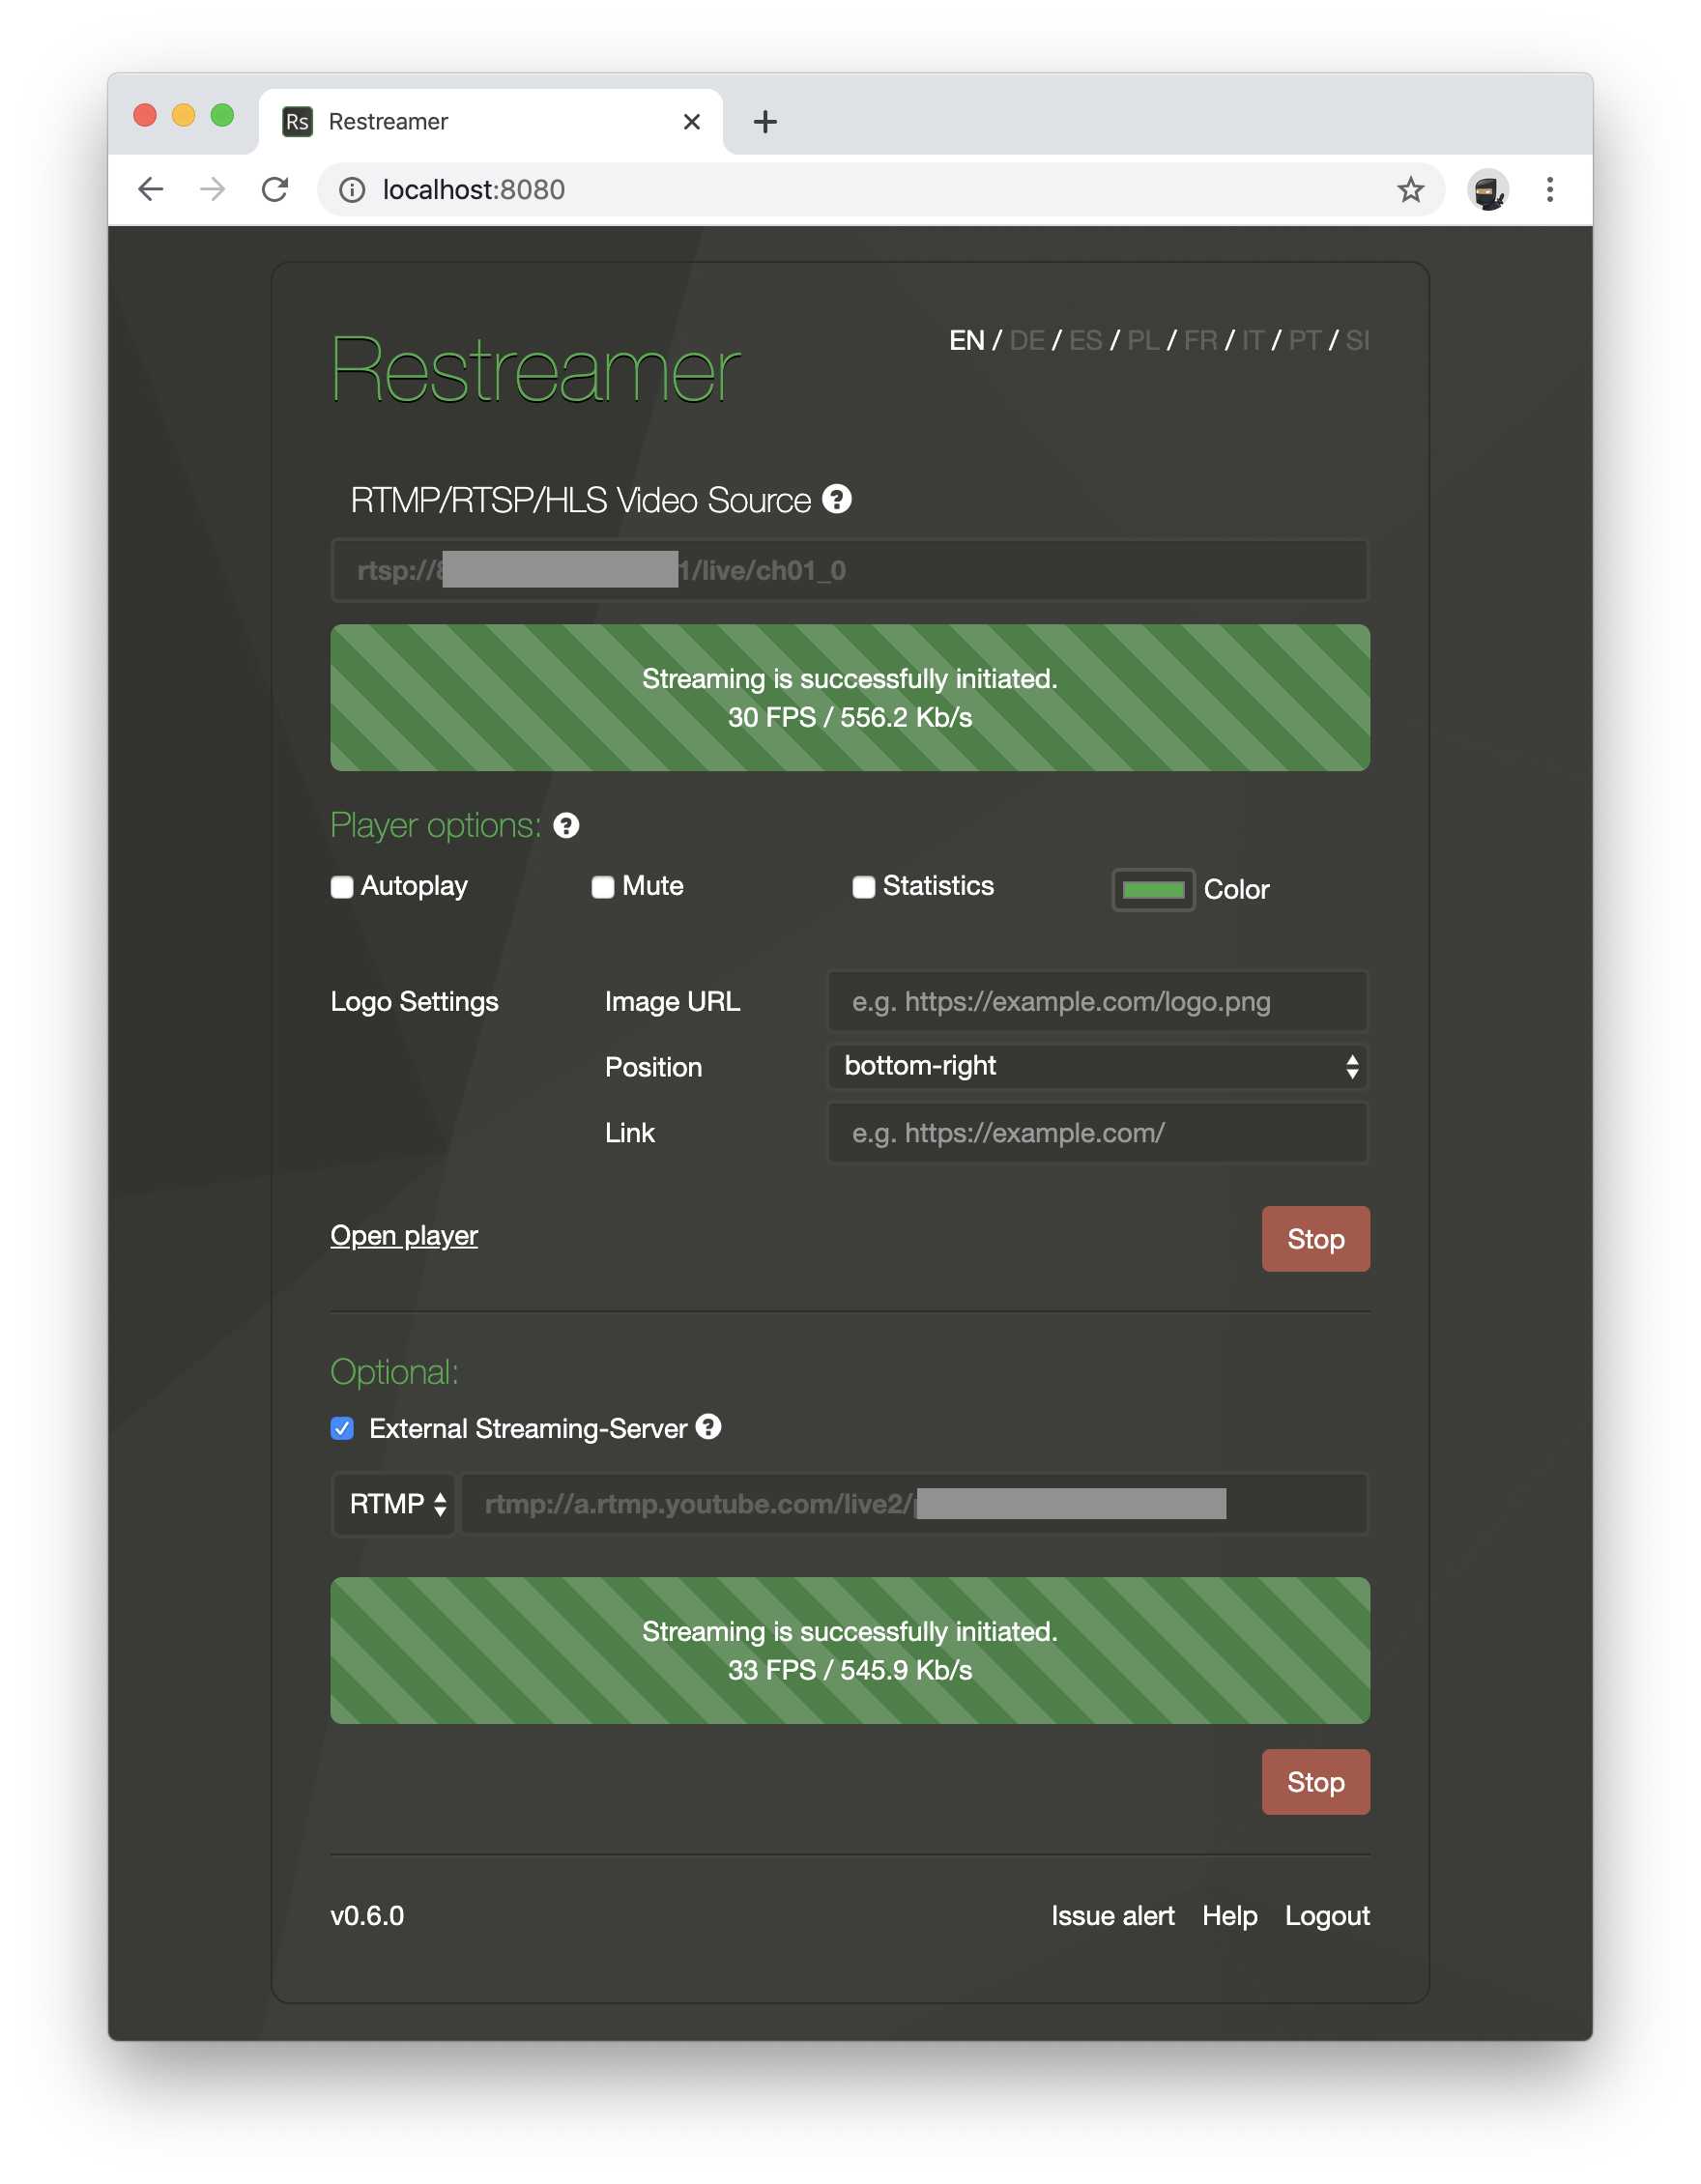 Rs Restreamer
localhost:8080
Restreamer
EN / DE / ES / PL / FR / IT / PT / SI
RTMP/RTSP/HLS Video Source ?
rtsp:// 1/live/ch01_0
Streaming is successfully initiated.
30 FPS / 556.2 Kb/s
Player options: ?
Autoplay Mute Statistics Color
Logo Settings Image URL e.g. https://example.com/logo.png
Position bottom-right
Link e.g. https://example.com/
Open player Stop
Optional:
External Streaming-Server ?
RTMP rtmp://a.rtmp.youtube.com/live2/
Streaming is successfully initiated.
33 FPS / 545.9 Kb/s
Stop
v0.6.0 Issue alert Help Logout